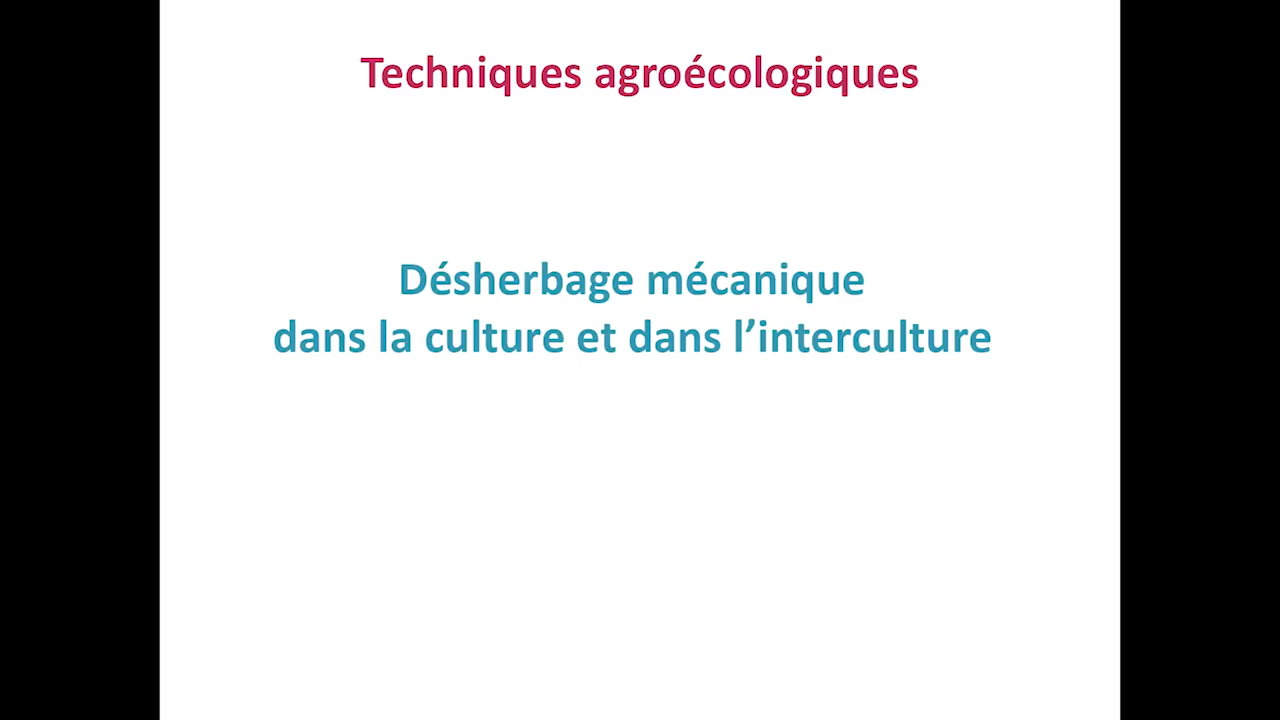 Techniques agroécologiques
Désherbage mécanique
dans la culture et dans l’interculture